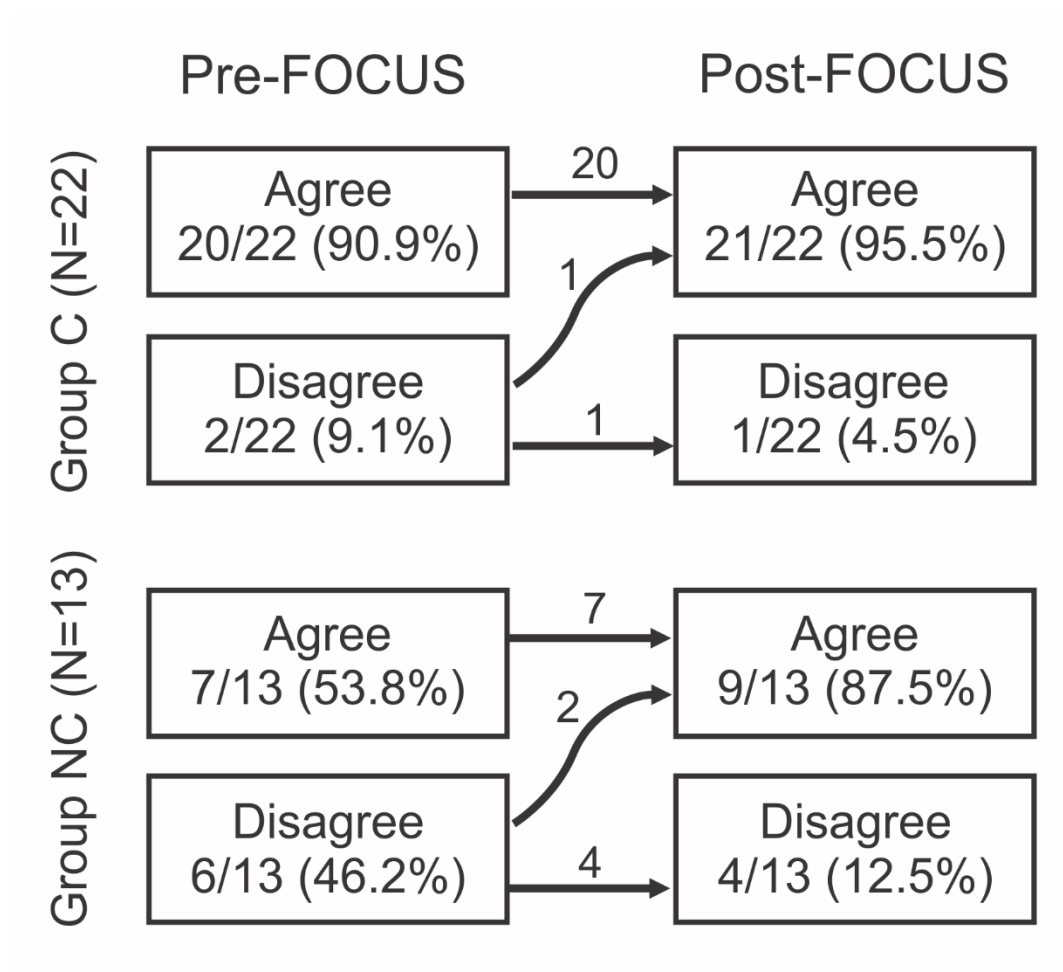 Pre-FOCUS
Post-FOCUS
Group C (N=22)
Agree
20/22 (90.9%)
20
Agree
21/22 (95.5%)
1
Disagree
2/22 (9.1%)
1
Disagree
1/22 (4.5%)
Group NC (N=13)
Agree
7/13 (53.8%)
7
Agree
9/13 (87.5%)
2
Disagree
6/13 (46.2%)
4
Disagree
4/13 (12.5%)